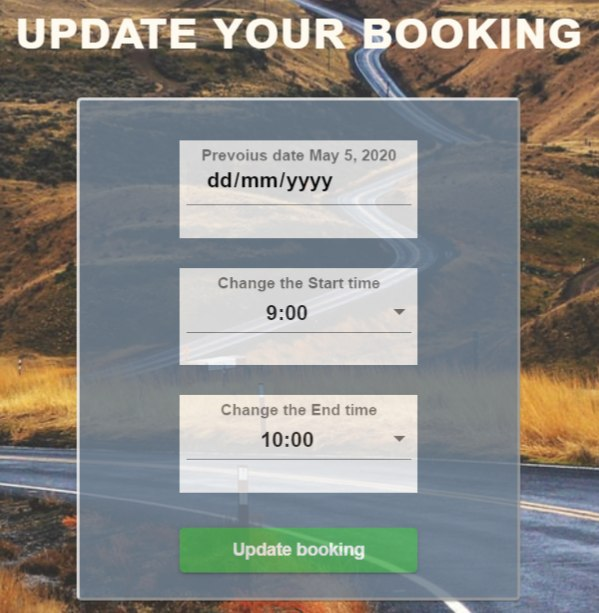 UPDATE YOUR BOOKING
Prevoius date May 5, 2020
dd/mm/yyyy
Change the Start time
9:00
Change the End time
10:00
Update booking